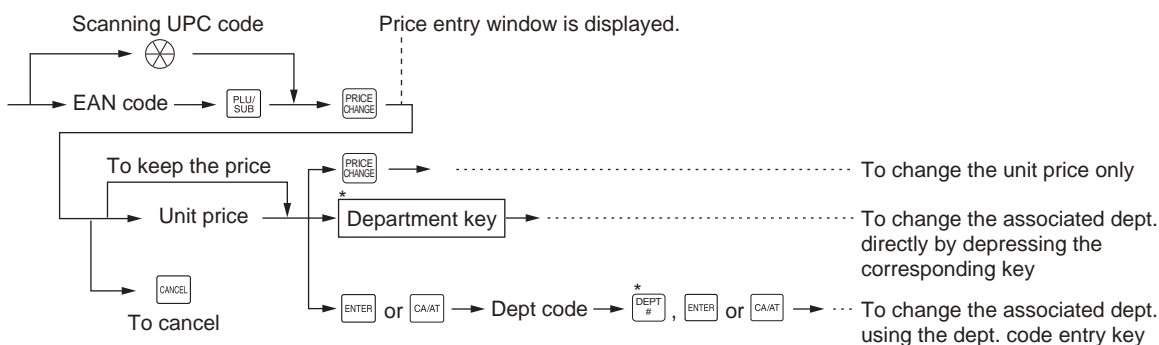 Scanning UPC code
Price entry window is displayed.
EAN code
PLU/
SUB
PRICE
CHANGE
To keep the price
PRICE
CHANGE
To change the unit price only
Unit price
*
Department key
To change the associated dept.
directly by depressing the
corresponding key
CANCEL
To cancel
ENTER or CA/AT Dept code * DEPT
# , ENTER or CA/AT
To change the associated dept.
using the dept. code entry key